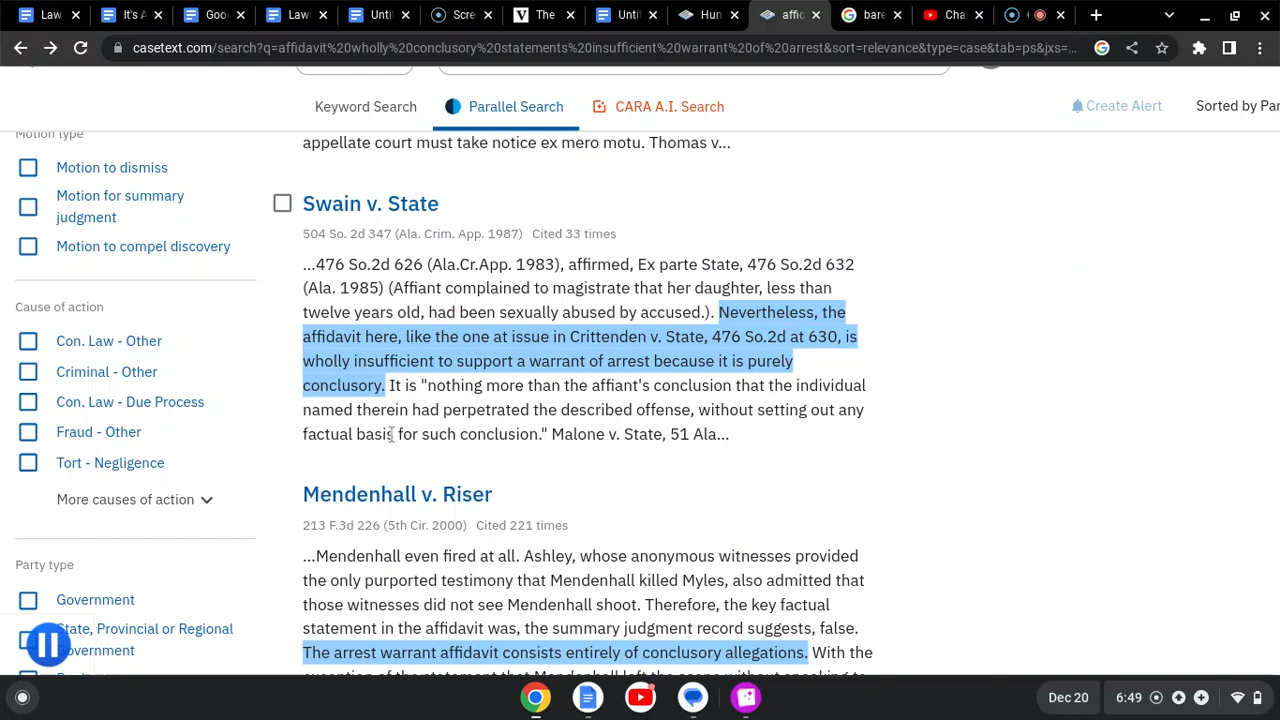 Law
It's A
Goo
Law
Unti
Scre
The
Unti
Hun
affic
bare
Cha
casetext.com/search?q=affidavit%20wholly%20conclusory%20statements%20insufficient%20warrant%20of%20arrest&sort=relevance&type=case&tab=ps&jxs=...
Keyword Search
Parallel Search
CARA A.I. Search
Create Alert
Sorted by Par
Motion type
Motion to dismiss
Motion for summary
judgment
Motion to compel discovery
Cause of action
Con. Law - Other
Criminal - Other
Con. Law - Due Process
Fraud - Other
Tort - Negligence
More causes of action
Party type
Government
State, Provincial or Regional
Government
appellate court must take notice ex mero motu. Thomas v...
Swain v. State
504 So. 2d 347 (Ala. Crim. App. 1987) Cited 33 times
...476 So.2d 626 (Ala.Cr.App. 1983), affirmed, Ex parte State, 476 So.2d 632
(Ala. 1985) (Affiant complained to magistrate that her daughter, less than
twelve years old, had been sexually abused by accused.). Nevertheless, the
affidavit here, like the one at issue in Crittenden v. State, 476 So.2d at 630, is
wholly insufficient to support a warrant of arrest because it is purely
conclusory. It is "nothing more than the affiant's conclusion that the individual
named therein had perpetrated the described offense, without setting out any
factual basis for such conclusion." Malone v. State, 51 Ala...
Mendenhall v. Riser
213 F.3d 226 (5th Cir. 2000) Cited 221 times
...Mendenhall even fired at all. Ashley, whose anonymous witnesses provided
the only purported testimony that Mendenhall killed Myles, also admitted that
those witnesses did not see Mendenhall shoot. Therefore, the key factual
statement in the affidavit was, the summary judgment record suggests, false.
The arrest warrant affidavit consists entirely of conclusory allegations. With the
Dec 20
6:49